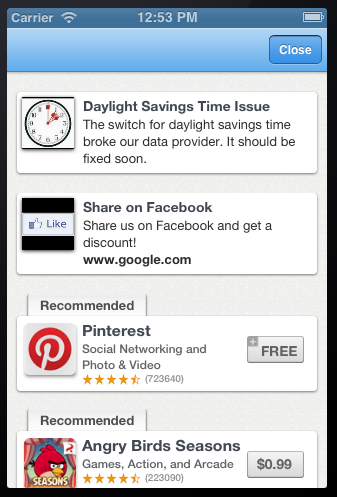 Carrier 12:53 PM
Close
Daylight Savings Time Issue
The switch for daylight savings time
broke our data provider. It should be
fixed soon.
Like
Share on Facebook
Share us on Facebook and get a
discount!
www.google.com
Recommended
Pinterest
Social Networking and
Photo & Video
(723640)
+ FREE
Recommended
Angry Birds Seasons
Games, Action, and Arcade
(223090)
$0.99
SEASONS